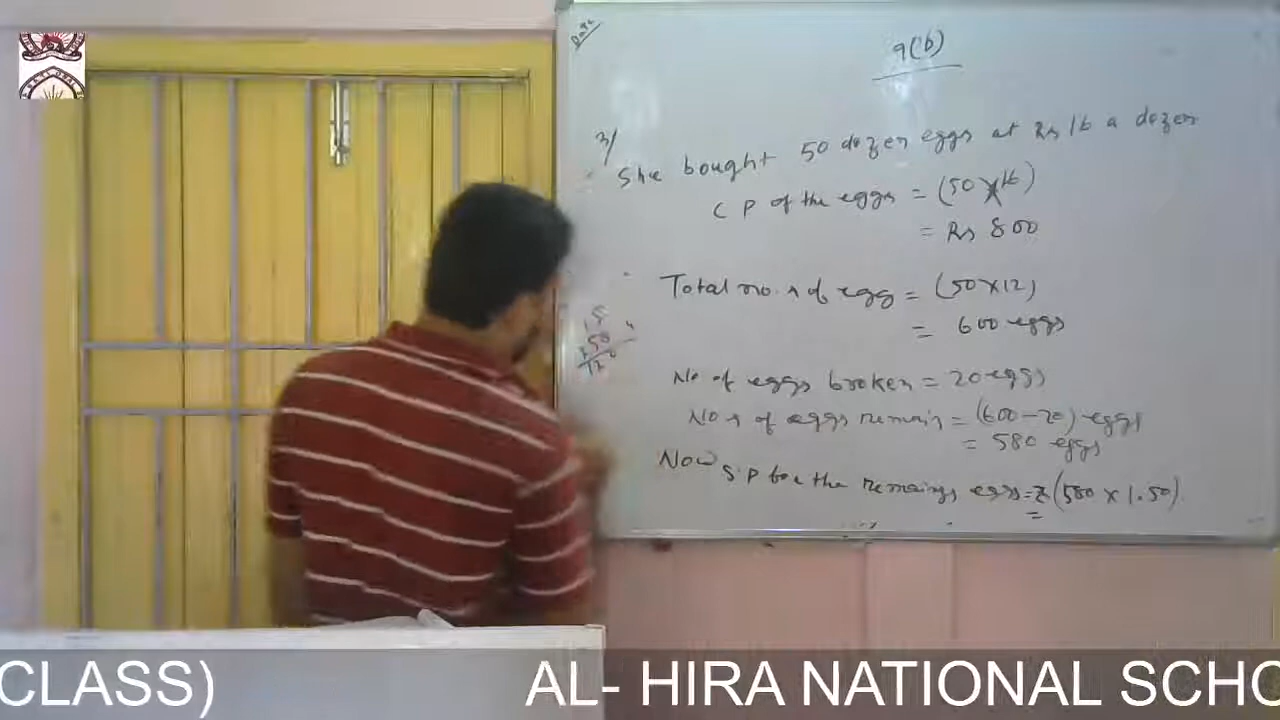 Date
9(b)
3/
She bought 50 dozen eggs at Rs 16 a dozen
C P of the eggs = (50 X 16)
= Rs 800
Total no. s of egg = (50 X 12)
= 600 eggs
No of eggs broken = 20 eggs
No s of eggs remain = (600 - 20) eggs
= 580 eggs
Now S.P for the remainings eggs = (580 X 1.50)
=
CLASS) AL- HIRA NATIONAL SCHO